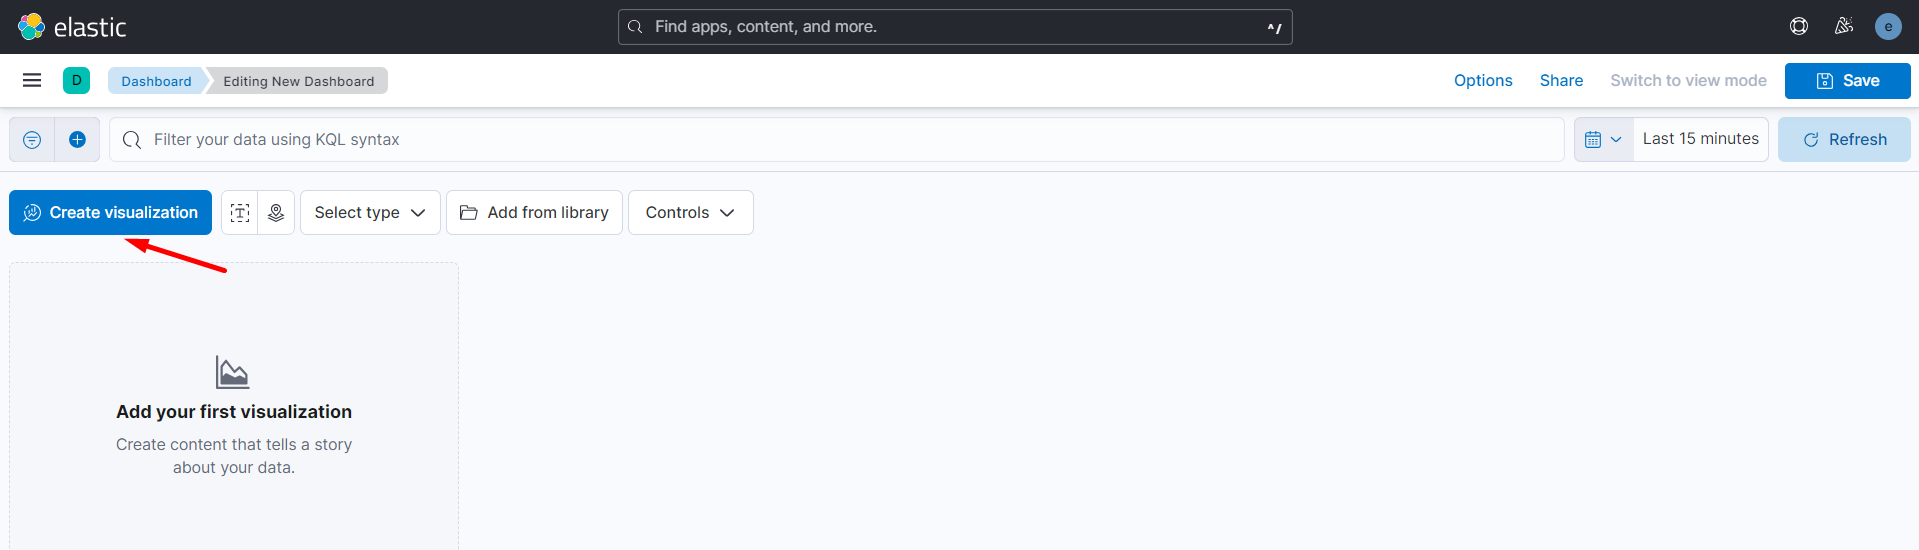 elastic
Find apps, content, and more.
^/
e
D
Dashboard
Editing New Dashboard
Options
Share
Switch to view mode
Save
Filter your data using KQL syntax
Last 15 minutes
Refresh
Create visualization
T
Select type
Add from library
Controls
Add your first visualization
Create content that tells a story
about your data.